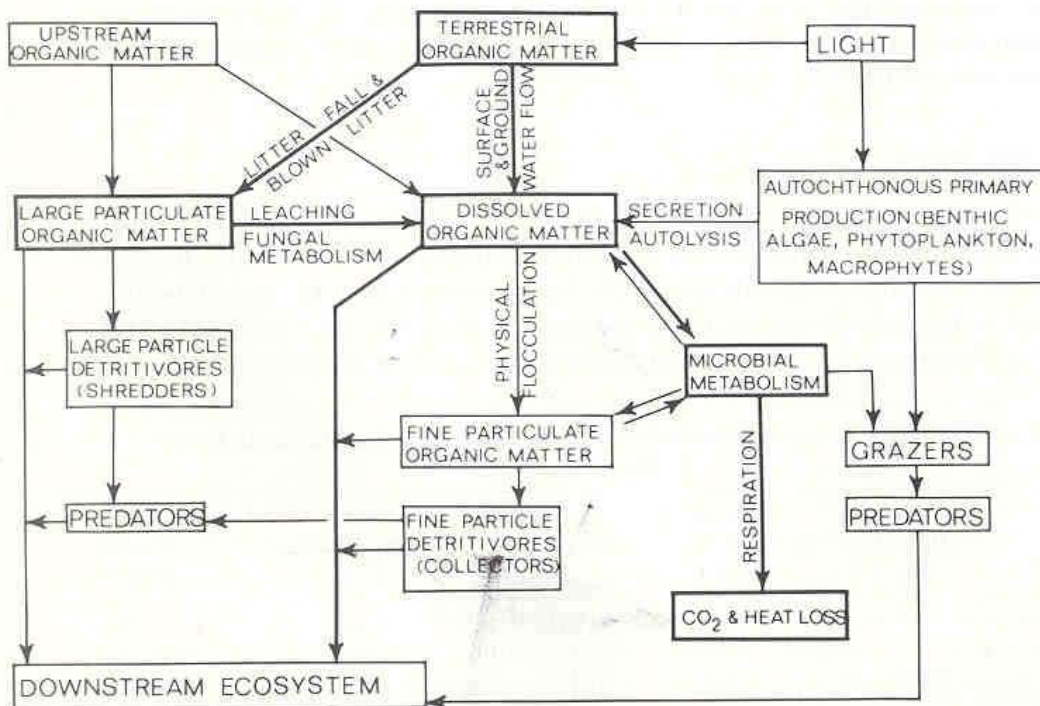 UPSTREAM
ORGANIC MATTER
TERRESTRIAL
ORGANIC MATTER
LIGHT
LITTER FALL &
BLOWN LITTER
SURFACE
& GROUND
WATER FLOW
LARGE PARTICULATE
ORGANIC MATTER
LEACHING
FUNGAL
METABOLISM
DISSOLVED
ORGANIC MATTER
SECRETION
AUTOLYSIS
AUTOCHTHONOUS PRIMARY
PRODUCTION (BENTHIC
ALGAE, PHYTOPLANKTON,
MACROPHYTES)
PHYSICAL
FLOCCULATION
LARGE PARTICLE
DETRITIVORES
(SHREDDERS)
MICROBIAL
METABOLISM
FINE PARTICULATE
ORGANIC MATTER
GRAZERS
PREDATORS
FINE PARTICLE
DETRITIVORES
(COLLECTORS)
RESPIRATION
PREDATORS
CO₂ & HEAT LOSS
DOWNSTREAM ECOSYSTEM